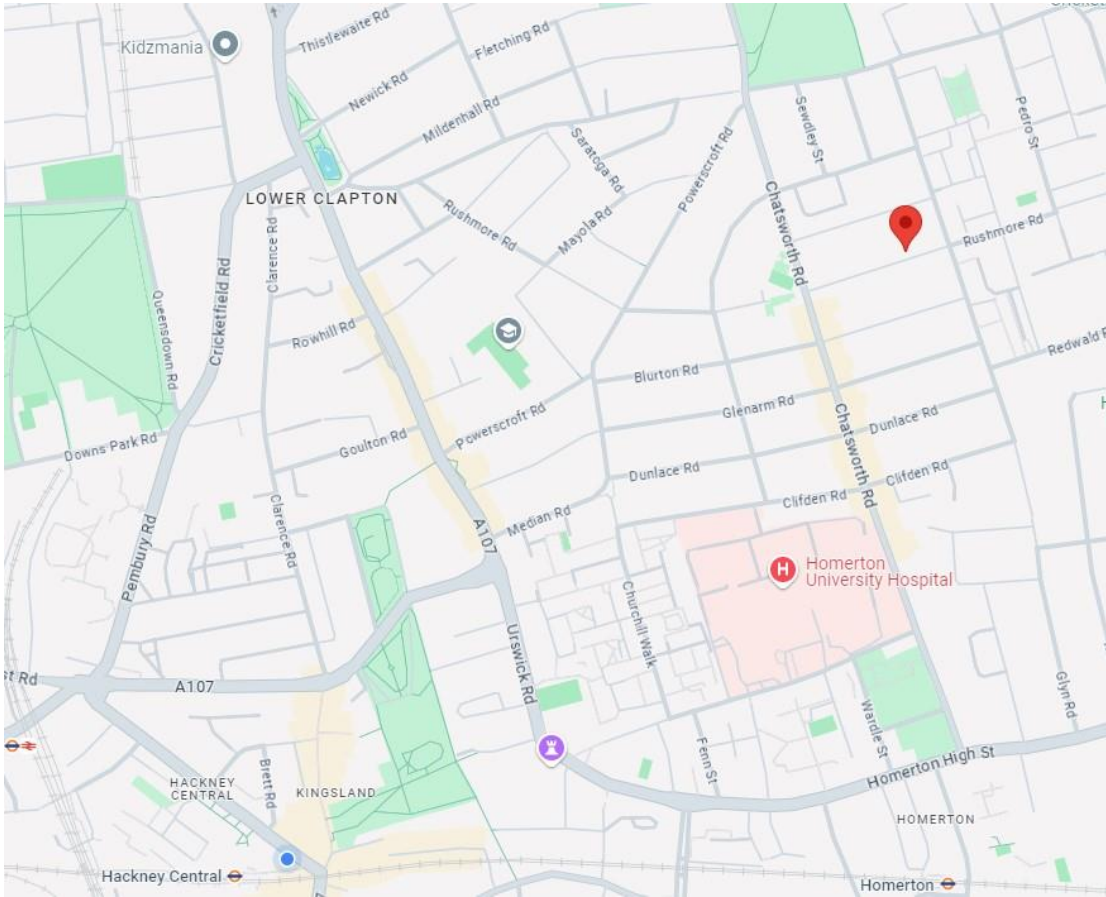 Kidzmania
Thistlewaite Rd
Fletching Rd
Newick Rd
Mildenhall Rd
Sewdley St
Pedro St
Saratoga Rd
Powerscroft Rd
LOWER CLAPTON
Clarence Rd
Rushmore Rd
Mayola Rd
Chatsworth Rd
Rushmore Rd
Queensdown Rd
Cricketfield Rd
Rowhill Rd
Redwald
Blurton Rd
Glenarm Rd
Powerscroft Rd
Dunlace Rd
Chatsworth Rd
Downs Park Rd
Goulton Rd
Dunlace Rd
Clifden Rd
Clifden Rd
Clarence Rd
Median Rd
A107
Pembury Rd
H
Homerton
University Hospital
Churchill Walk
Urswick Rd
st Rd
A107
Glyn Rd
Wardle St
Fenn St
Homerton High St
HACKNEY
CENTRAL
Brett Rd
KINGSLAND
HOMERTON
Hackney Central
Homerton